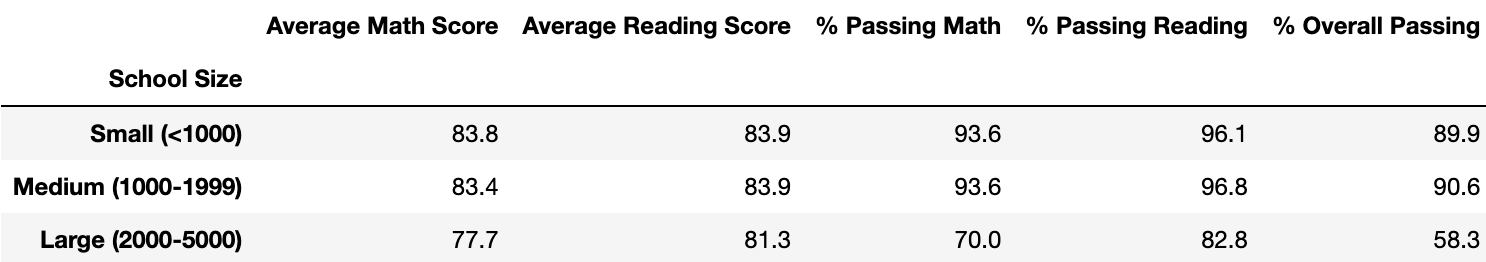 Average Math Score Average Reading Score % Passing Math % Passing Reading % Overall Passing
School Size
Small (<1000) 83.8 83.9 93.6 96.1 89.9
Medium (1000-1999) 83.4 83.9 93.6 96.8 90.6
Large (2000-5000) 77.7 81.3 70.0 82.8 58.3